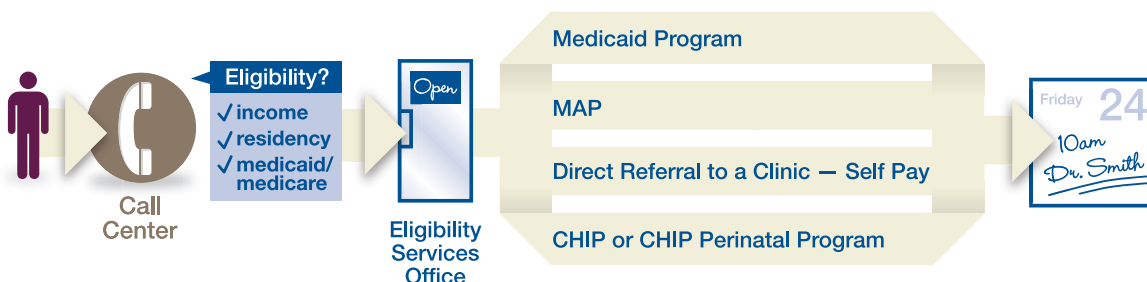 Call
Center
Eligibility?
✓ income
✓ residency
✓ medicaid/
medicare
Open
Eligibility
Services
Office
Medicaid Program
MAP
Direct Referral to a Clinic — Self Pay
CHIP or CHIP Perinatal Program
Friday 24
10am
Dr. Smith